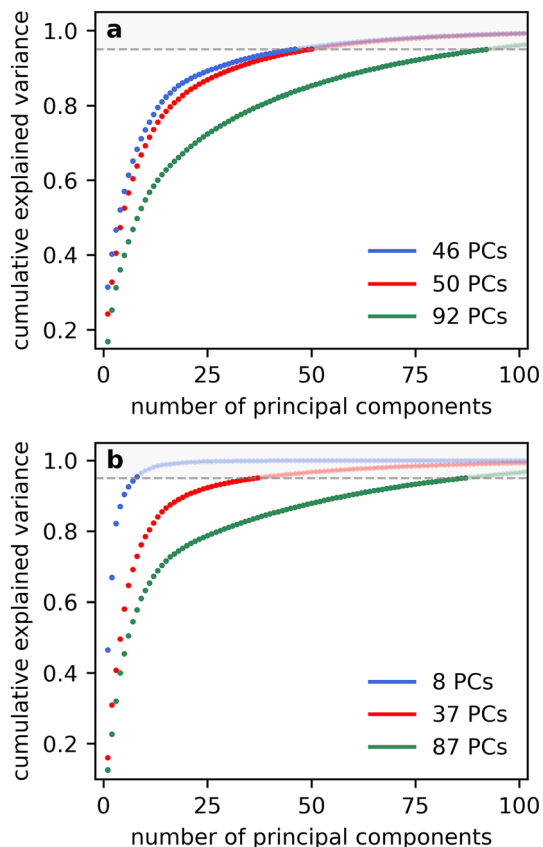 a
cumulative explained variance
1.0
0.8
0.6
0.4
0.2
46 PCs
50 PCs
92 PCs
0 25 50 75 100
number of principal components
b
cumulative explained variance
1.0
0.8
0.6
0.4
0.2
8 PCs
37 PCs
87 PCs
0 25 50 75 100
number of principal components